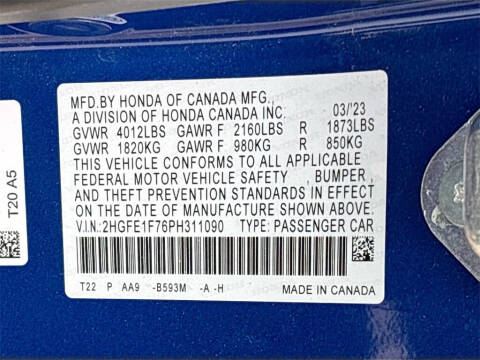 MFD.BY HONDA OF CANADA MFG.,
A DIVISION OF HONDA CANADA INC. 03/'23
GVWR 4012LBS GAWR F 2160LBS R 1873LBS
GVWR 1820KG GAWR F 980KG R 850KG
THIS VEHICLE CONFORMS TO ALL APPLICABLE
FEDERAL MOTOR VEHICLE SAFETY , BUMPER ,
AND THEFT PREVENTION STANDARDS IN EFFECT
ON THE DATE OF MANUFACTURE SHOWN ABOVE.
V.I.N.: 2HGFE1F76PH311090 TYPE: PASSENGER CAR
T22 P AA9 -B593M -A -H MADE IN CANADA
T20 A5